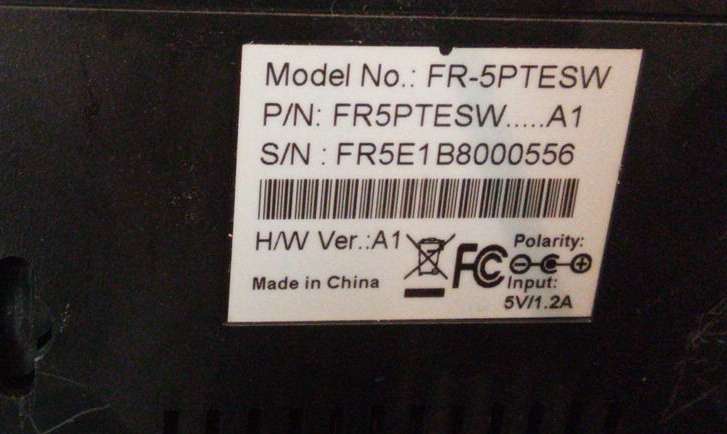 Model No.: FR-5PTESW
P/N: FR5PTESW.....A1
S/N : FR5E1B8000556
H/W Ver.:A1
Made in China
FC
Polarity:
Input:
5V/1.2A